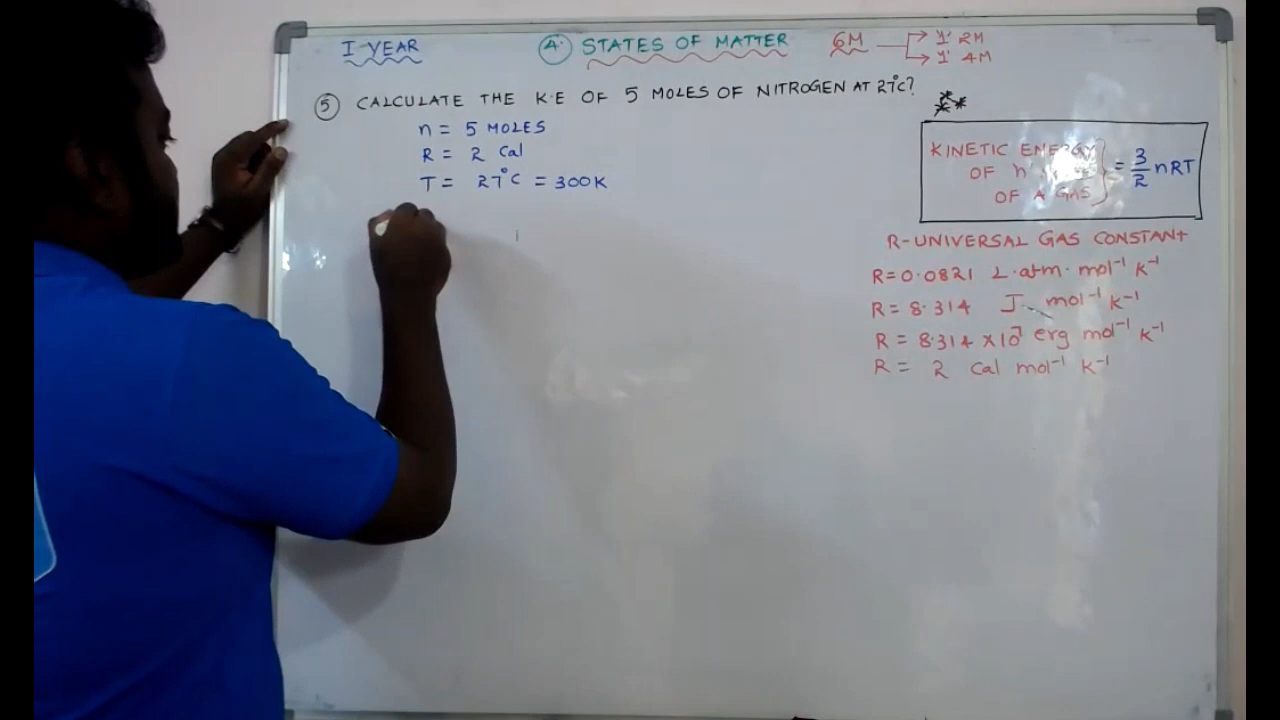 I-YEAR
4. STATES OF MATTER 6M
1' 2M
1' 4M
5 CALCULATE THE K.E OF 5 MOLES OF NITROGEN AT 27°C?
n = 5 MOLES
R = 2 Cal
T = 27°C = 300K
KINETIC ENERGY
OF 'n'
OF A GAS
= 3/2 nRT
R-UNIVERSAL GAS CONSTANT
R=0.0821 L.atm. mol⁻¹ k⁻¹
R = 8.314 J. mol⁻¹ k⁻¹
R = 8.314 ×10⁷ erg mol⁻¹ k⁻¹
R = 2 Cal mol⁻¹ k⁻¹